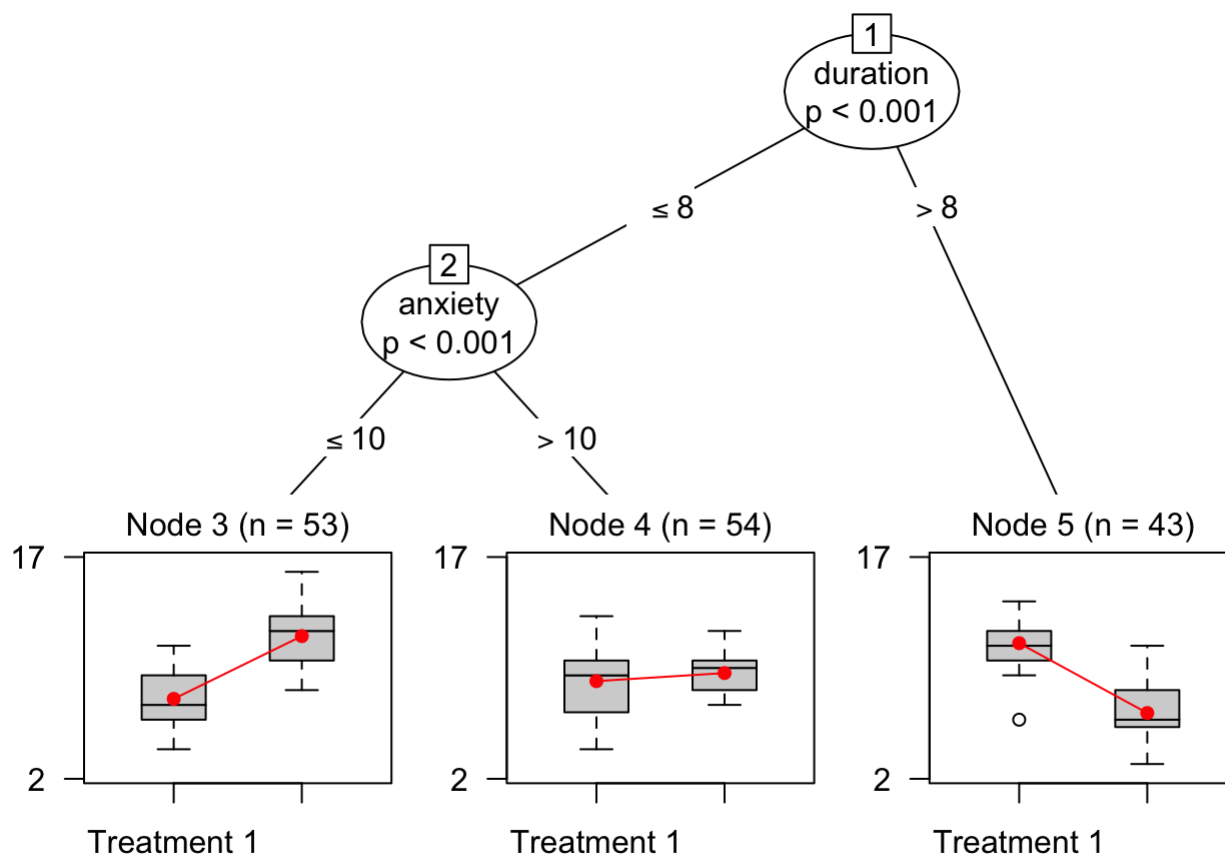 1
duration
p < 0.001
≤ 8
> 8
2
anxiety
p < 0.001
≤ 10
> 10
Node 3 (n = 53)
Node 4 (n = 54)
Node 5 (n = 43)
17
17
17
2
2
2
Treatment 1
Treatment 1
Treatment 1